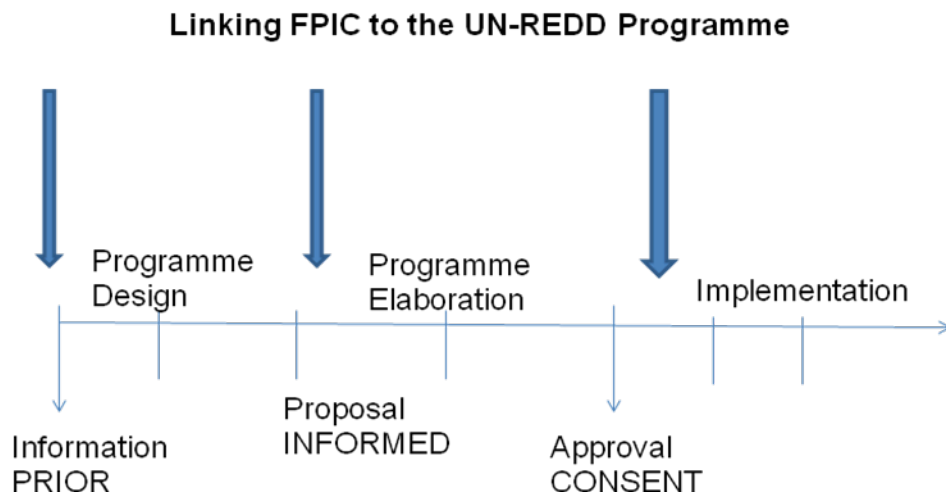 Linking FPIC to the UN-REDD Programme
Programme
Design
Programme
Elaboration
Implementation
Information
PRIOR
Proposal
INFORMED
Approval
CONSENT